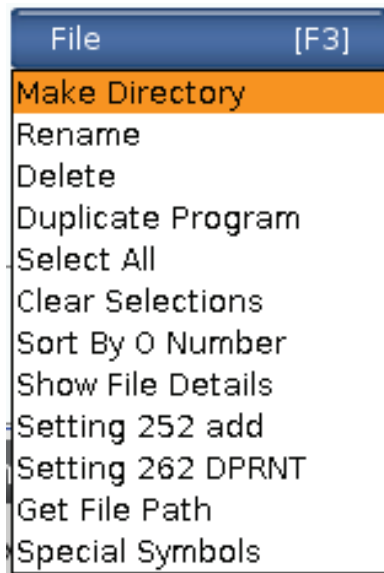 File [F3]
Make Directory
Rename
Delete
Duplicate Program
Select All
Clear Selections
Sort By O Number
Show File Details
Setting 252 add
Setting 262 DPRNT
Get File Path
Special Symbols